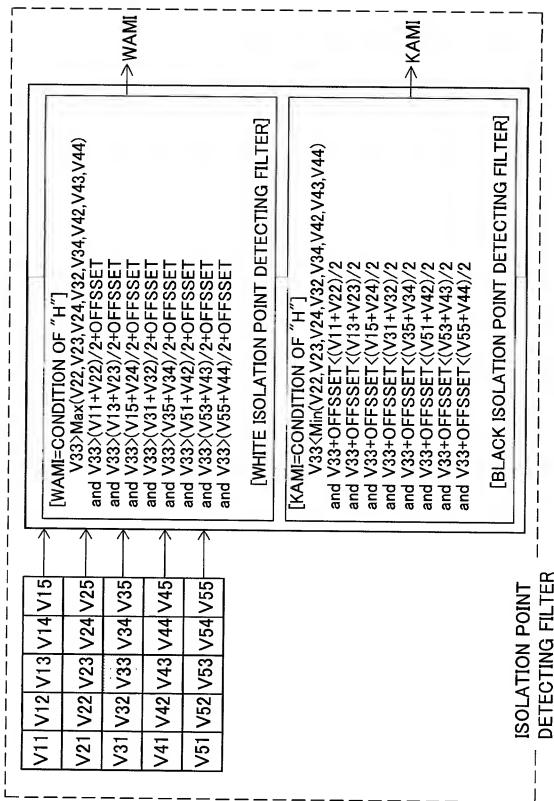 V11 V12 V13 V14 V15
V21 V22 V23 V24 V25
V31 V32 V33 V34 V35
V41 V42 V43 V44 V45
V51 V52 V53 V54 V55
[WAMI=CONDITION OF "H"]
V33>Max(V22,V23,V24,V32,V34,V42,V43,V44)
and V33>(V11+V22)/2+OFFSSET
and V33>(V13+V23)/2+OFFSSET
and V33>(V15+V24)/2+OFFSSET
and V33>(V31+V32)/2+OFFSSET
and V33>(V35+V34)/2+OFFSSET
and V33>(V51+V42)/2+OFFSSET
and V33>(V53+V43)/2+OFFSSET
and V33>(V55+V44)/2+OFFSSET
[WHITE ISOLATION POINT DETECTING FILTER]
WAMI
[KAMI=CONDITION OF "H"]
V33<Min(V22,V23,V24,V32,V34,V42,V43,V44)
and V33+OFFSSET<(V11+V22)/2
and V33+OFFSSET<(V13+V23)/2
and V33+OFFSSET<(V15+V24)/2
and V33+OFFSSET<(V31+V32)/2
and V33+OFFSSET<(V35+V34)/2
and V33+OFFSSET<(V51+V42)/2
and V33+OFFSSET<(V53+V43)/2
and V33+OFFSSET<(V55+V44)/2
[BLACK ISOLATION POINT DETECTING FILTER]
KAMI
ISOLATION POINT
DETECTING FILTER